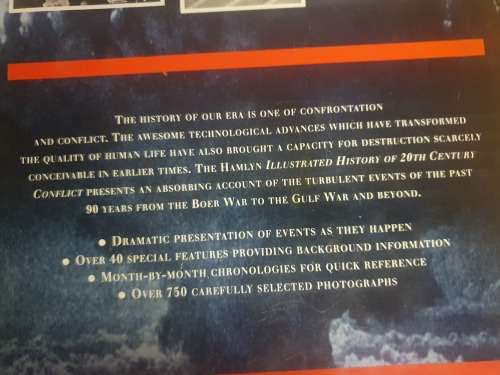 The history of our era is one of confrontation
and conflict. The awesome technological advances which have transformed
the quality of human life have also brought a capacity for destruction scarcely
conceivable in earlier times. The Hamlyn Illustrated History of 20th Century
Conflict presents an absorbing account of the turbulent events of the past
90 years from the Boer War to the Gulf War and beyond.
• Dramatic presentation of events as they happen
• Over 40 special features providing background information
• Month-by-month chronologies for quick reference
• Over 750 carefully selected photographs